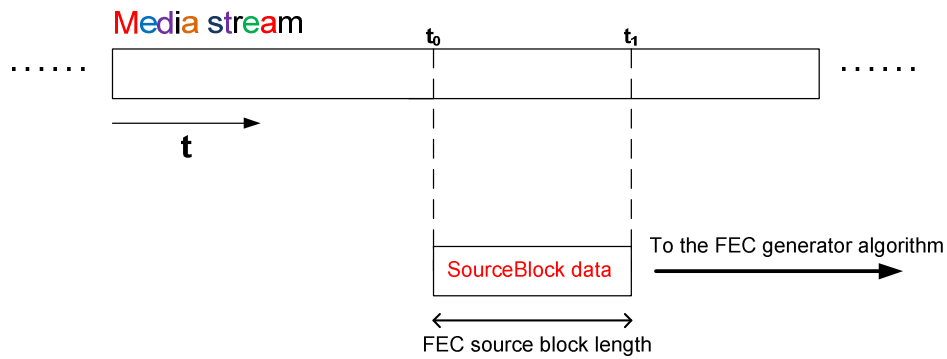 Media stream
t₀ t₁
...... ......
t
To the FEC generator algorithm
SourceBlock data
FEC source block length